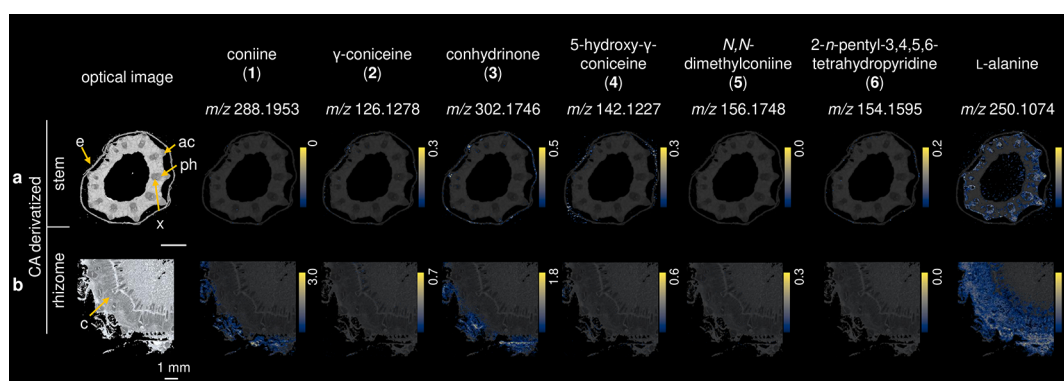 optical image
coniine
(1)
m/z 288.1953
γ-coniceine
(2)
m/z 126.1278
conhydrinone
(3)
m/z 302.1746
5-hydroxy-γ-
coniceine
(4)
m/z 142.1227
N,N-
dimethylconiine
(5)
m/z 156.1748
2-n-pentyl-3,4,5,6-
tetrahydropyridine
(6)
m/z 154.1595
L-alanine
m/z 250.1074
CA derivatized
a
stem
e
ac
ph
x
0
0.3
0.5
0.3
0.0
0.2
b
rhizome
c
3.0
0.7
1.8
0.6
0.3
0.0
1 mm